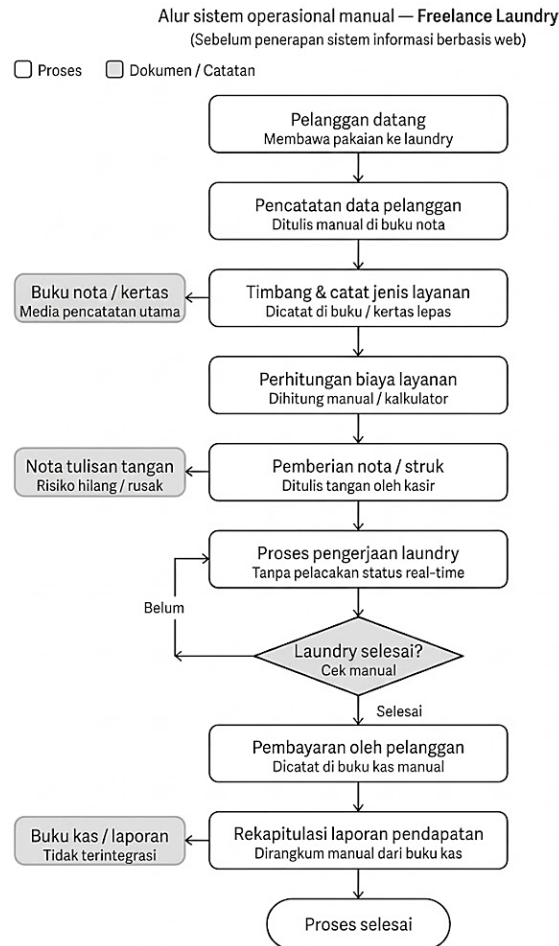 Alur sistem operasional manual — Freelance Laundry
(Sebelum penerapan sistem informasi berbasis web)
Proses
Dokumen / Catatan
Pelanggan datang
Membawa pakaian ke laundry
Pencatatan data pelanggan
Ditulis manual di buku nota
Buku nota / kertas
Media pencatatan utama
Timbang & catat jenis layanan
Dicatat di buku / kertas lepas
Perhitungan biaya layanan
Dihitung manual / kalkulator
Nota tulisan tangan
Risiko hilang / rusak
Pemberian nota / struk
Ditulis tangan oleh kasir
Proses pengerjaan laundry
Tanpa pelacakan status real-time
Belum
Laundry selesai?
Cek manual
Selesai
Pembayaran oleh pelanggan
Dicatat di buku kas manual
Buku kas / laporan
Tidak terintegrasi
Rekapitulasi laporan pendapatan
Dirangkum manual dari buku kas
Proses selesai